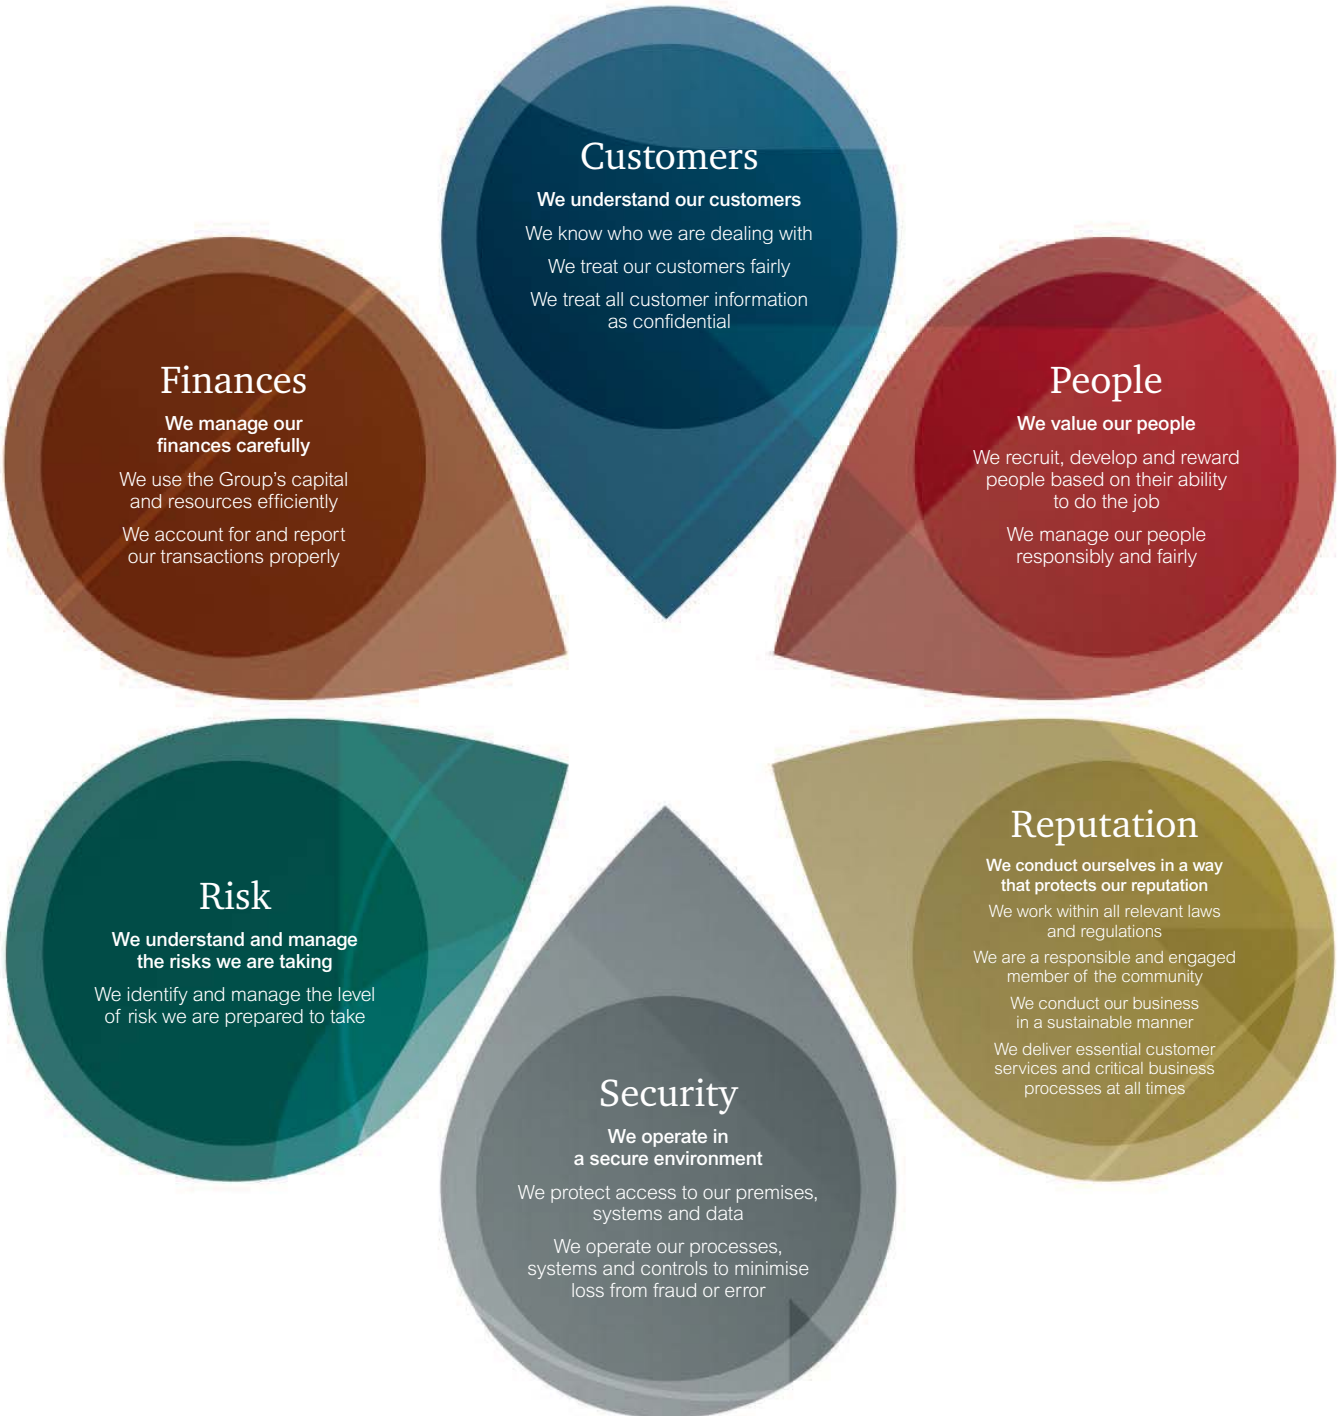 Customers
We understand our customers
We know who we are dealing with
We treat our customers fairly
We treat all customer information
as confidential
People
We value our people
We recruit, develop and reward
people based on their ability
to do the job
We manage our people
responsibly and fairly
Reputation
We conduct ourselves in a way
that protects our reputation
We work within all relevant laws
and regulations
We are a responsible and engaged
member of the community
We conduct our business
in a sustainable manner
We deliver essential customer
services and critical business
processes at all times
Security
We operate in
a secure environment
We protect access to our premises,
systems and data
We operate our processes,
systems and controls to minimise
loss from fraud or error
Risk
We understand and manage
the risks we are taking
We identify and manage the level
of risk we are prepared to take
Finances
We manage our
finances carefully
We use the Group's capital
and resources efficiently
We account for and report
our transactions properly